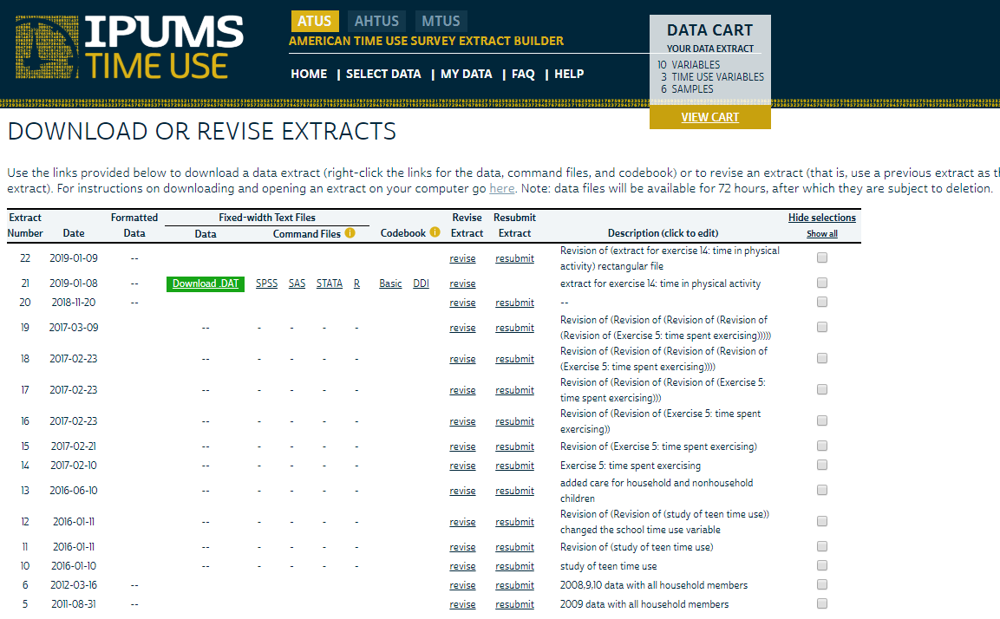 IPUMS
TIME USE
ATUS AHTUS MTUS
AMERICAN TIME USE SURVEY EXTRACT BUILDER
HOME | SELECT DATA | MY DATA | FAQ | HELP
DATA CART
YOUR DATA EXTRACT
10 VARIABLES
3 TIME USE VARIABLES
6 SAMPLES
VIEW CART
DOWNLOAD OR REVISE EXTRACTS
Use the links provided below to download a data extract (right-click the links for the data, command files, and codebook) or to revise an extract (that is, use a previous extract as
extract). For instructions on downloading and opening an extract on your computer go here. Note: data files will be available for 72 hours, after which they are subject to deletion.
Extract Formatted Fixed-width Text Files Revise Resubmit Hide selections
Number Date Data Data Command Files Codebook Extract Extract Description (click to edit) Show all
22 2019-01-09 -- revise resubmit Revision of (extract for exercise 14: time in physical
activity) rectangular file
21 2019-01-08 -- Download .DAT SPSS SAS STATA R Basic DDI revise extract for exercise 14: time in physical activity
20 2018-11-20 -- revise resubmit --
19 2017-03-09 -- - - - - revise resubmit Revision of (Revision of (Revision of (Revision of
(Revision of (Exercise 5: time spent exercising)))))
18 2017-02-23 -- - - - - revise resubmit Revision of (Revision of (Revision of (Revision of
(Exercise 5: time spent exercising))))
17 2017-02-23 -- - - - - revise resubmit Revision of (Revision of (Revision of (Exercise 5:
time spent exercising)))
16 2017-02-23 -- - - - - revise resubmit Revision of (Revision of (Exercise 5: time spent
exercising))
15 2017-02-21 -- - - - - revise resubmit Revision of (Exercise 5: time spent exercising)
14 2017-02-10 -- - - - - revise resubmit Exercise 5: time spent exercising
13 2016-06-10 -- - - - - revise resubmit added care for household and nonhousehold
children
12 2016-01-11 -- - - - - revise resubmit Revision of (Revision of (study of teen time use))
changed the school time use variable
11 2016-01-11 -- - - - - revise resubmit Revision of (study of teen time use)
10 2016-01-10 -- - - - - revise resubmit study of teen time use
6 2012-03-16 -- revise resubmit 2008,9,10 data with all household members
5 2011-08-31 -- revise resubmit 2009 data with all household members